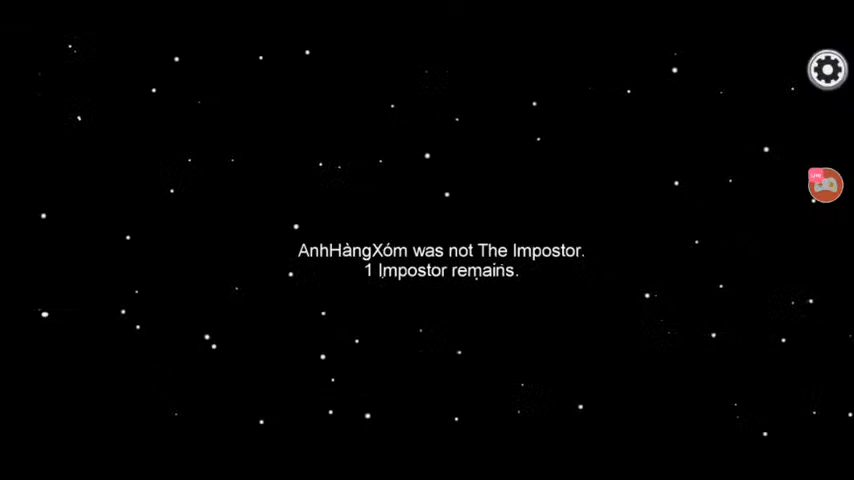 AnhHàngXóm was not The Impostor.
1 Impostor remains.